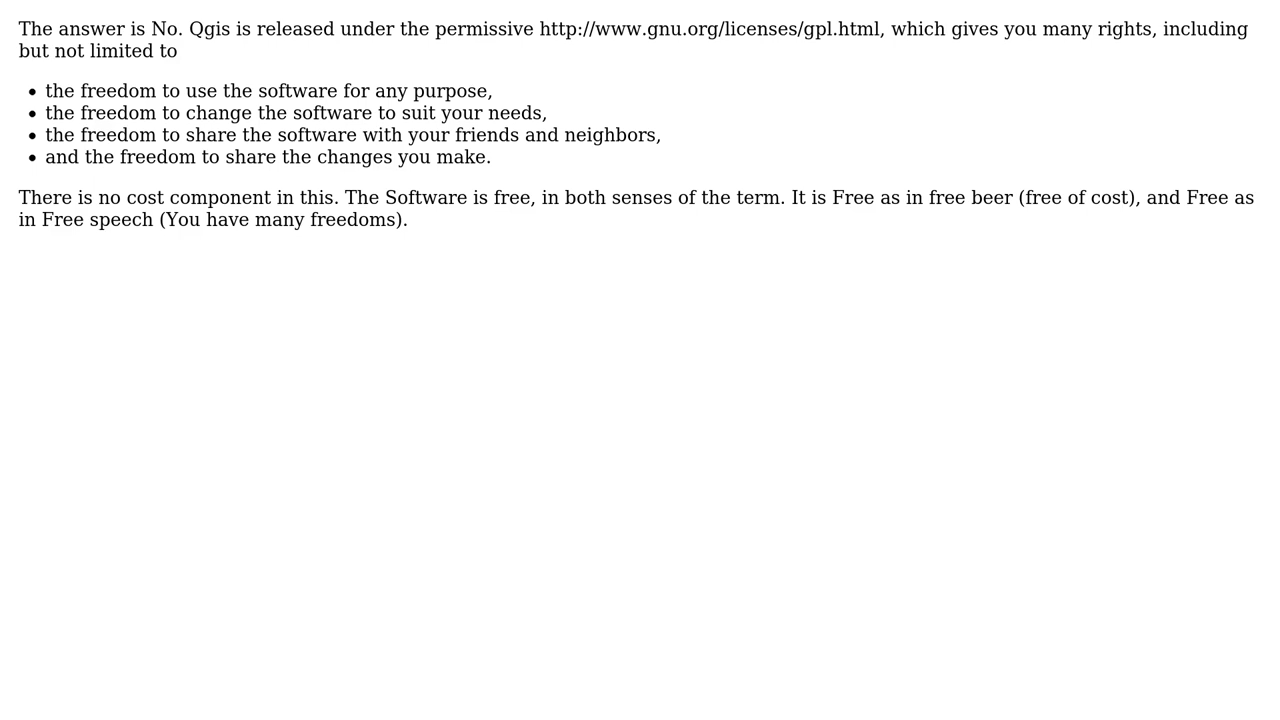 The answer is No. Qgis is released under the permissive http://www.gnu.org/licenses/gpl.html, which gives you many rights, including
but not limited to
• the freedom to use the software for any purpose,
• the freedom to change the software to suit your needs,
• the freedom to share the software with your friends and neighbors,
• and the freedom to share the changes you make.
There is no cost component in this. The Software is free, in both senses of the term. It is Free as in free beer (free of cost), and Free as
in Free speech (You have many freedoms).